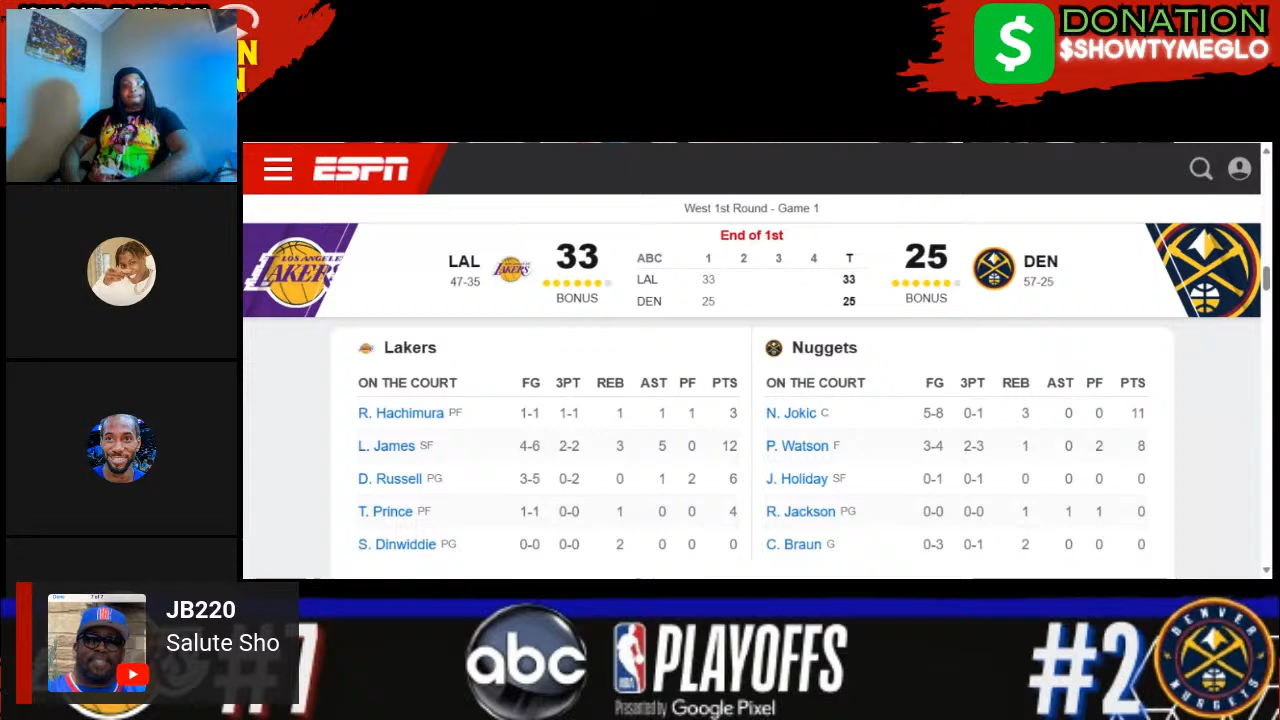 DONATION
$SHOWTYMEGLO
ESPN
West 1st Round - Game 1
End of 1st
LAL
47-35
33
BONUS
ABC 1 2 3 4 T
LAL 33 33
DEN 25 25
25
BONUS
DEN
57-25
LOS ANGELES
LAKERS
Lakers
ON THE COURT FG 3PT REB AST PF PTS
R. Hachimura PF 1-1 1-1 1 1 1 3
L. James SF 4-6 2-2 3 5 0 12
D. Russell PG 3-5 0-2 0 1 2 6
T. Prince PF 1-1 0-0 1 0 0 4
S. Dinwiddie PG 0-0 0-0 2 0 0 0
Nuggets
ON THE COURT FG 3PT REB AST PF PTS
N. Jokic C 5-8 0-1 3 0 0 11
P. Watson F 3-4 2-3 1 0 2 8
J. Holiday SF 0-1 0-1 0 0 0 0
R. Jackson PG 0-0 0-0 1 1 1 0
C. Braun G 0-3 0-1 2 0 0 0
JB220
Salute Sho
#7
abc
NBA
PLAYOFFS
Presented by Google Pixel
#2
DENVER
NUGGETS